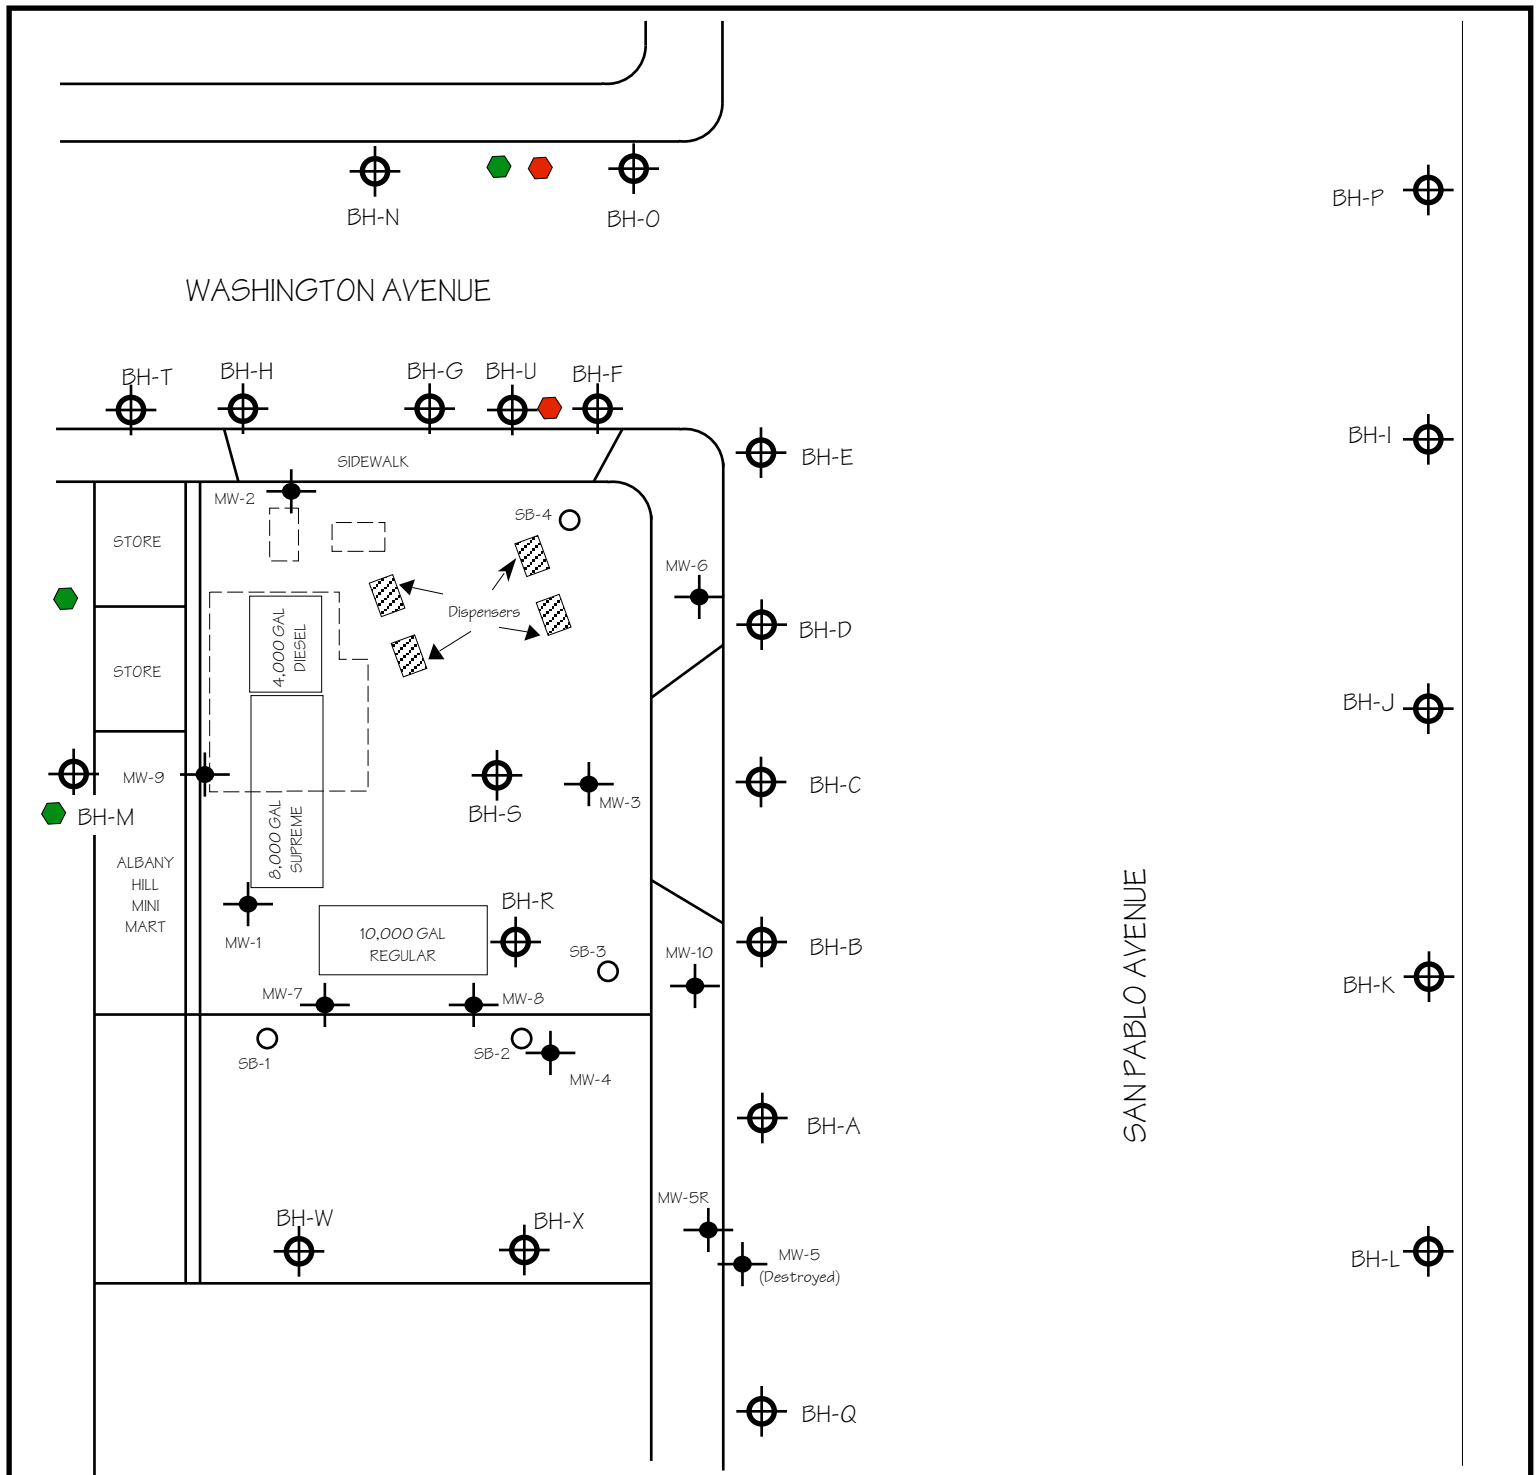 BH-N
BH-O
BH-P
WASHINGTON AVENUE
BH-T
BH-H
BH-G
BH-U
BH-F
BH-E
BH-I
SIDEWALK
MW-2
SB-4
STORE
MW-6
Dispensers
4,000 GAL
DIESEL
BH-D
STORE
BH-J
MW-9
BH-S
MW-3
BH-C
BH-M
8,000 GAL
SUPREME
ALBANY
HILL
MINI
MART
BH-R
MW-1
10,000 GAL
REGULAR
SB-3
MW-10
BH-B
SAN PABLO AVENUE
BH-K
MW-7
MW-8
SB-1
SB-2
MW-4
BH-A
MW-5R
BH-W
BH-X
MW-5
(Destroyed)
BH-L
BH-Q